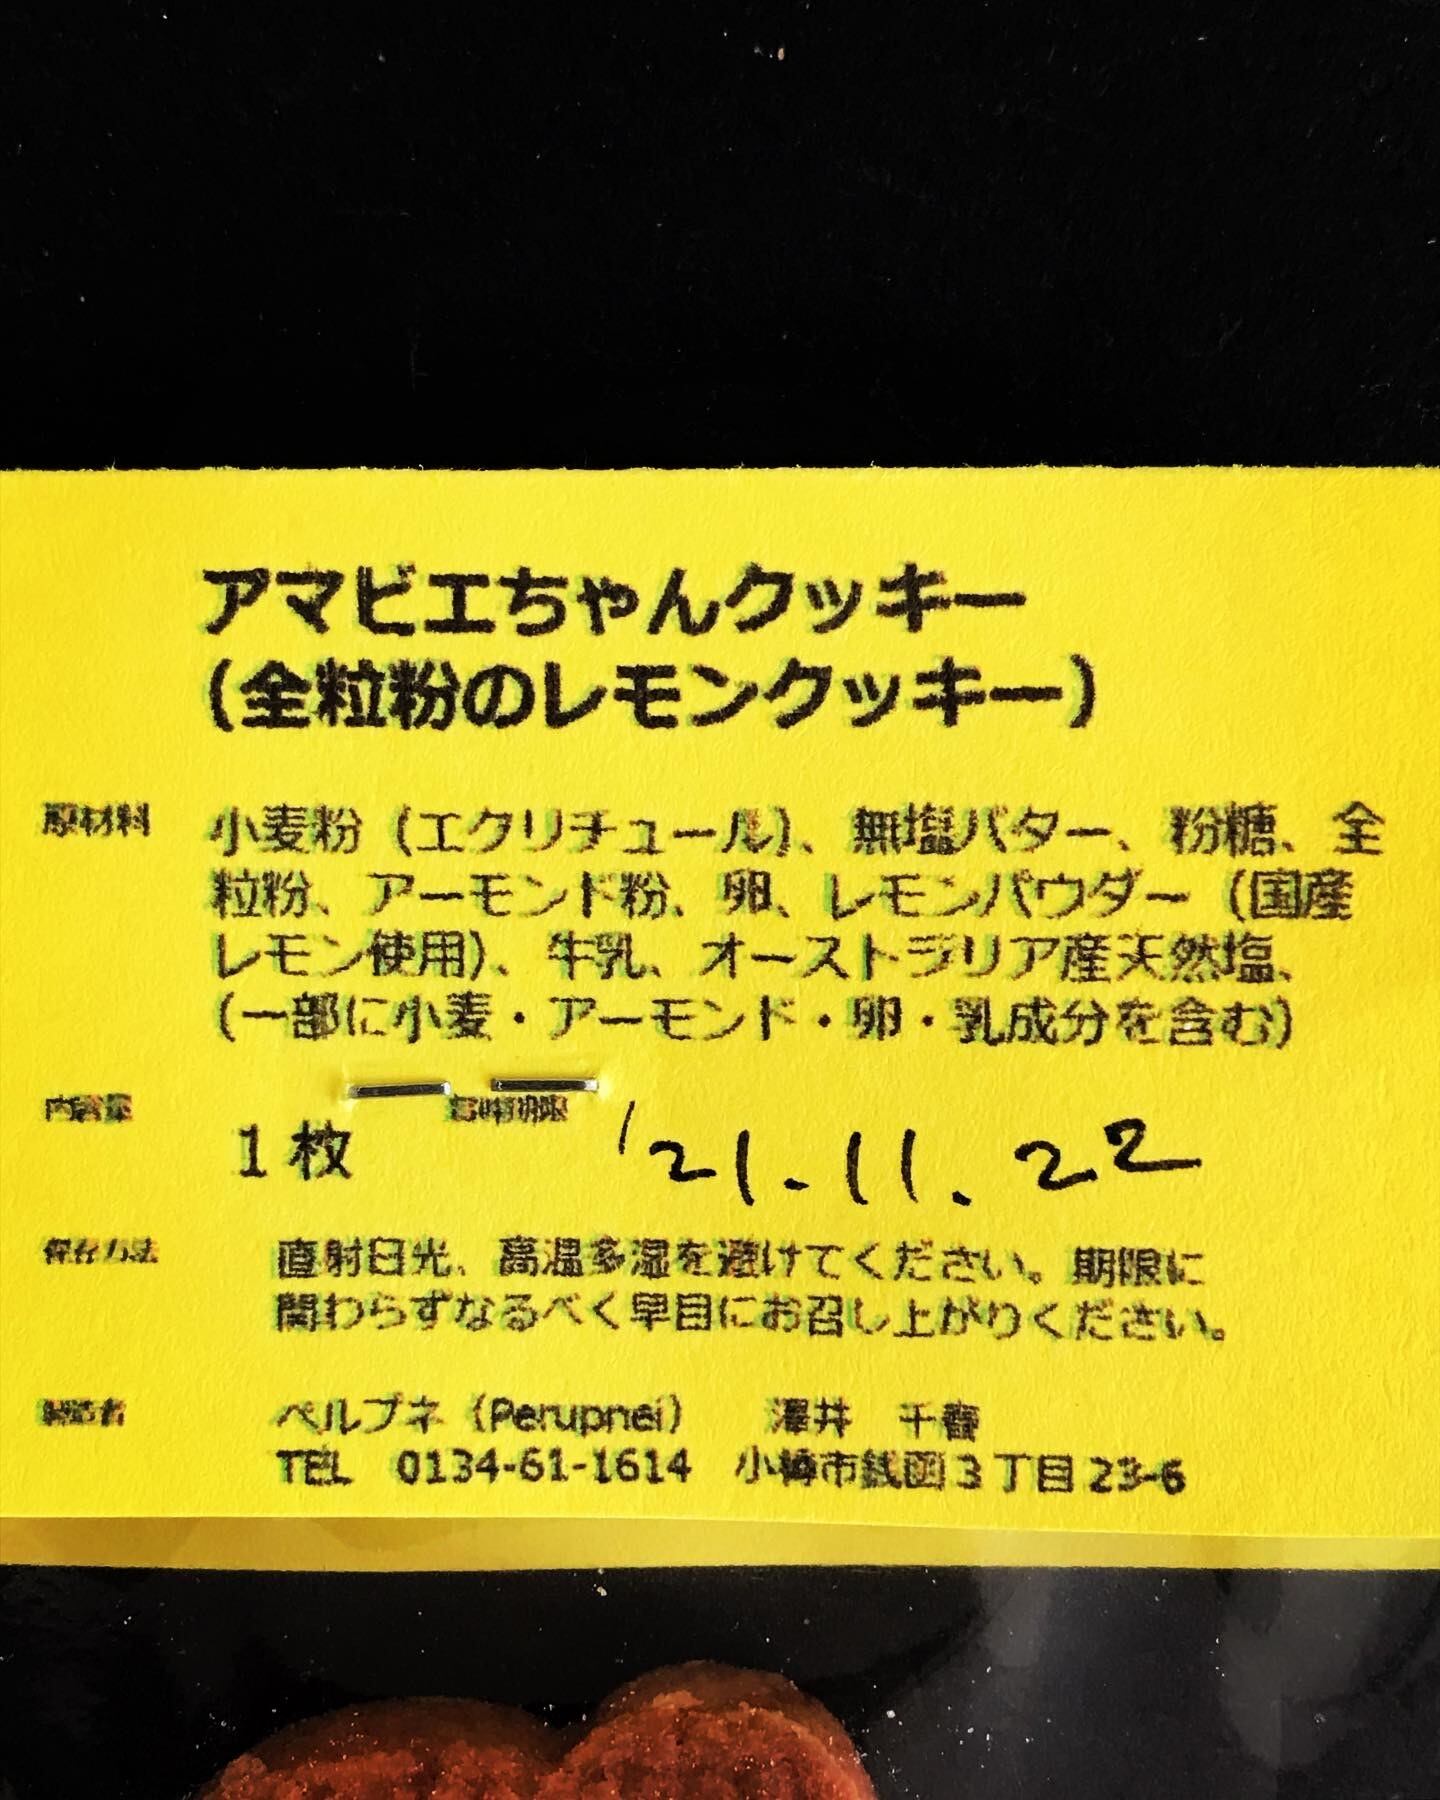 アマビエちゃんクッキー
(全粒粉のレモンクッキー)
原材料 小麦粉（エクリチュール)、無塩バター、粉糖、全
粒粉、アーモンド粉、卵、レモンパウダー（国産
レモン使用)、牛乳、オーストラリア産天然塩、
(一部に小麦・アーモンド・卵・乳成分を含む)
内容量 1枚 賞味期限 '21.11.22
保存方法 直射日光、高温多湿を避けてください。期限に
関わらずなるべく早目にお召し上がりください。
製造者 ペルプネ（Perupnei） 澤井 千春
TEL 0134-61-1614 小樽市銭函3丁目23-6